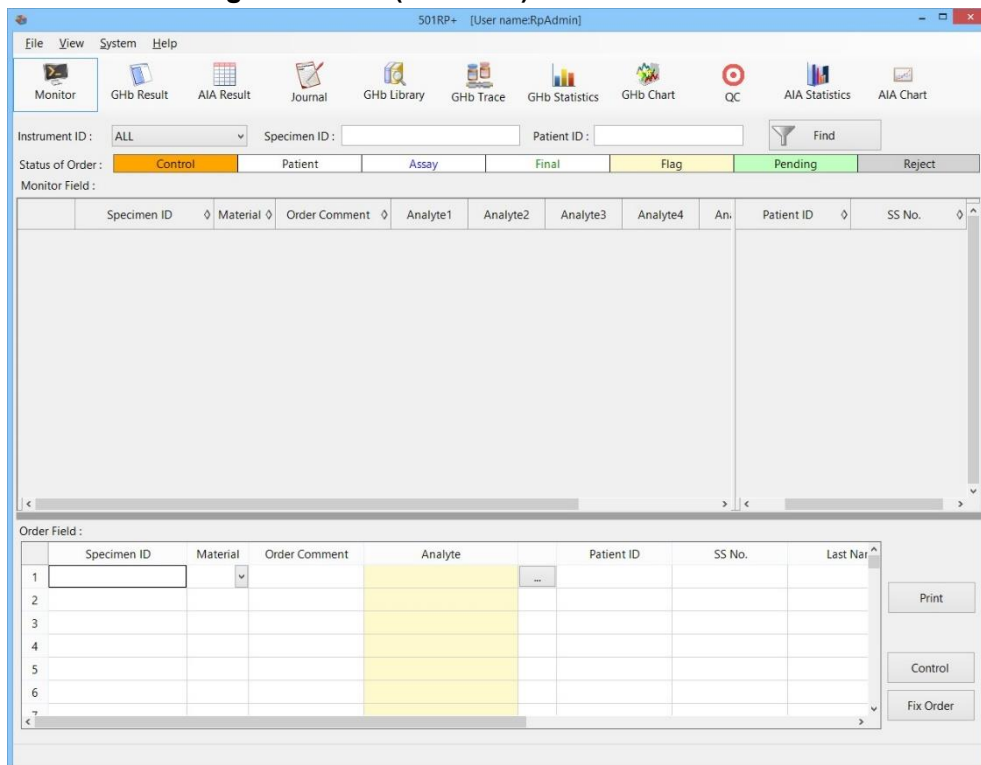 501RP+ [User name:RpAdmin]
File View System Help
Monitor GHb Result AIA Result Journal GHb Library GHb Trace GHb Statistics GHb Chart QC AIA Statistics AIA Chart
Instrument ID : ALL Specimen ID : Patient ID : Find
Status of Order : Control Patient Assay Final Flag Pending Reject
Monitor Field :
Specimen ID Material Order Comment Analyte1 Analyte2 Analyte3 Analyte4 Patient ID SS No.
Order Field :
Specimen ID Material Order Comment Analyte Patient ID SS No. Last Nar
1 ...
2 Print
3
4
5 Control
6
Fix Order